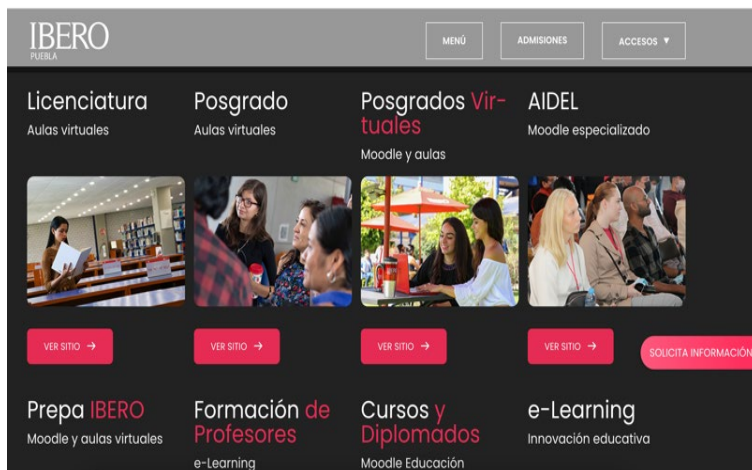 IBERO
PUEBLA
MENÚ
ADMISIONES
ACCESOS
Licenciatura
Aulas virtuales
Posgrado
Aulas virtuales
Posgrados Vir-
tuales
Moodle y aulas
AIDEL
Moodle especializado
VER SITIO →
VER SITIO →
VER SITIO →
VER SITIO →
SOLICITA INFORMACIÓN
Prepa IBERO
Moodle y aulas virtuales
Formación de
Profesores
e-Learning
Cursos y
Diplomados
Moodle Educación
e-Learning
Innovación educativa